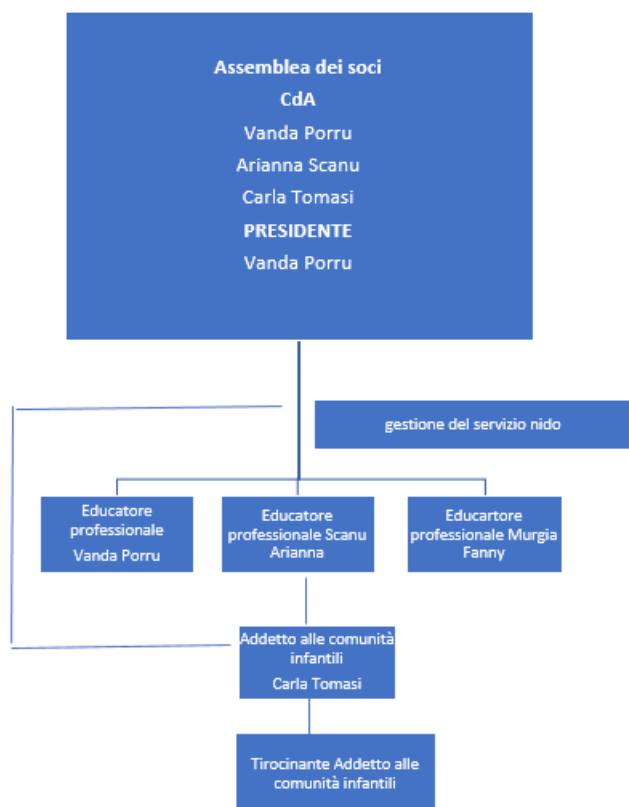 Assemblea dei soci
CdA
Vanda Porru
Arianna Scanu
Carla Tomasi
PRESIDENTE
Vanda Porru
gestione del servizio nido
Educatore
professionale
Vanda Porru
Educatore
professionale Scanu
Arianna
Educartore
professionale Murgia
Fanny
Addetto alle comunità
infantili
Carla Tomasi
Tirocinante Addetto alle
comunità infantili